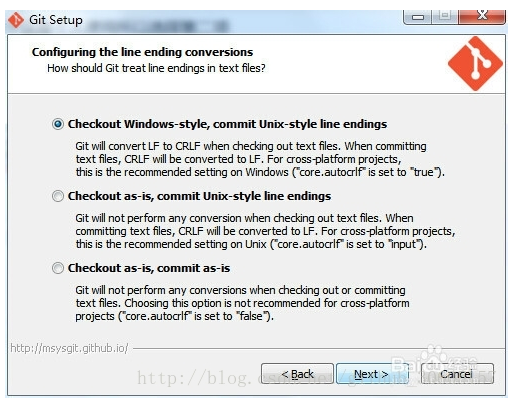 Git Setup
Configuring the line ending conversions
How should Git treat line endings in text files?
Checkout Windows-style, commit Unix-style line endings
Git will convert LF to CRLF when checking out text files. When committing
text files, CRLF will be converted to LF. For cross-platform projects,
this is the recommended setting on Windows ("core.autocrlf" is set to "true").
Checkout as-is, commit Unix-style line endings
Git will not perform any conversion when checking out text files. When
committing text files, CRLF will be converted to LF. For cross-platform projects,
this is the recommended setting on Unix ("core.autocrlf" is set to "input").
Checkout as-is, commit as-is
Git will not perform any conversions when checking out or committing
text files. Choosing this option is not recommended for cross-platform
projects ("core.autocrlf" is set to "false").
http://msysgit.github.io/
< Back
Next >
Cancel
Bai 经验